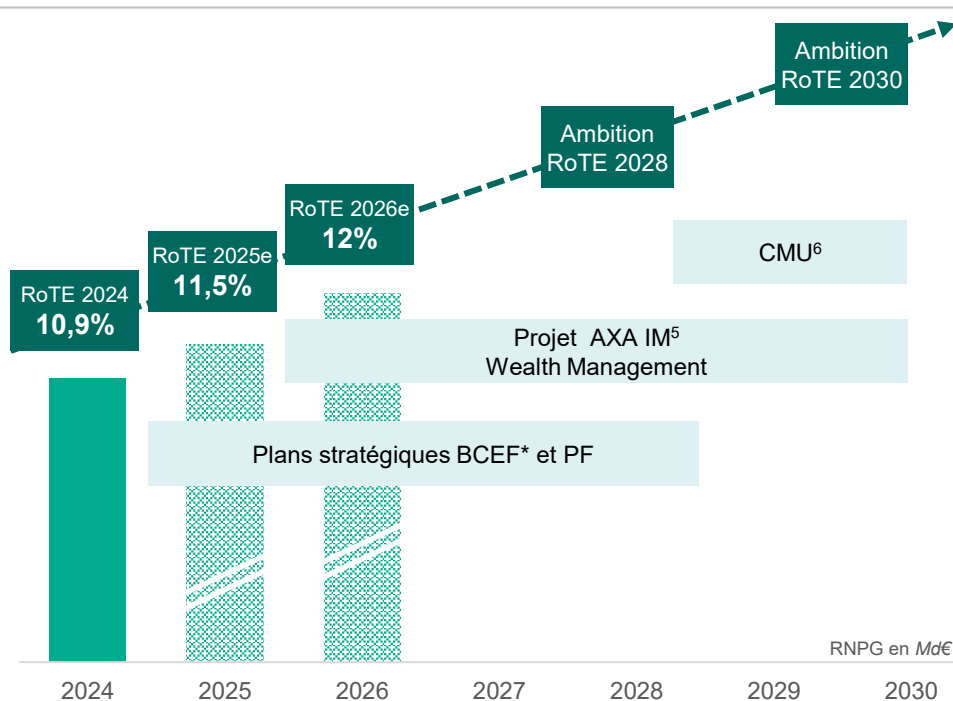 Ambition
RoTE 2030
Ambition
RoTE 2028
RoTE 2026e
12%
RoTE 2025e
11,5%
RoTE 2024
10,9%
CMU⁶
Projet AXA IM⁵
Wealth Management
Plans stratégiques BCEF* et PF
RNPG en Md€
2024 2025 2026 2027 2028 2029 2030